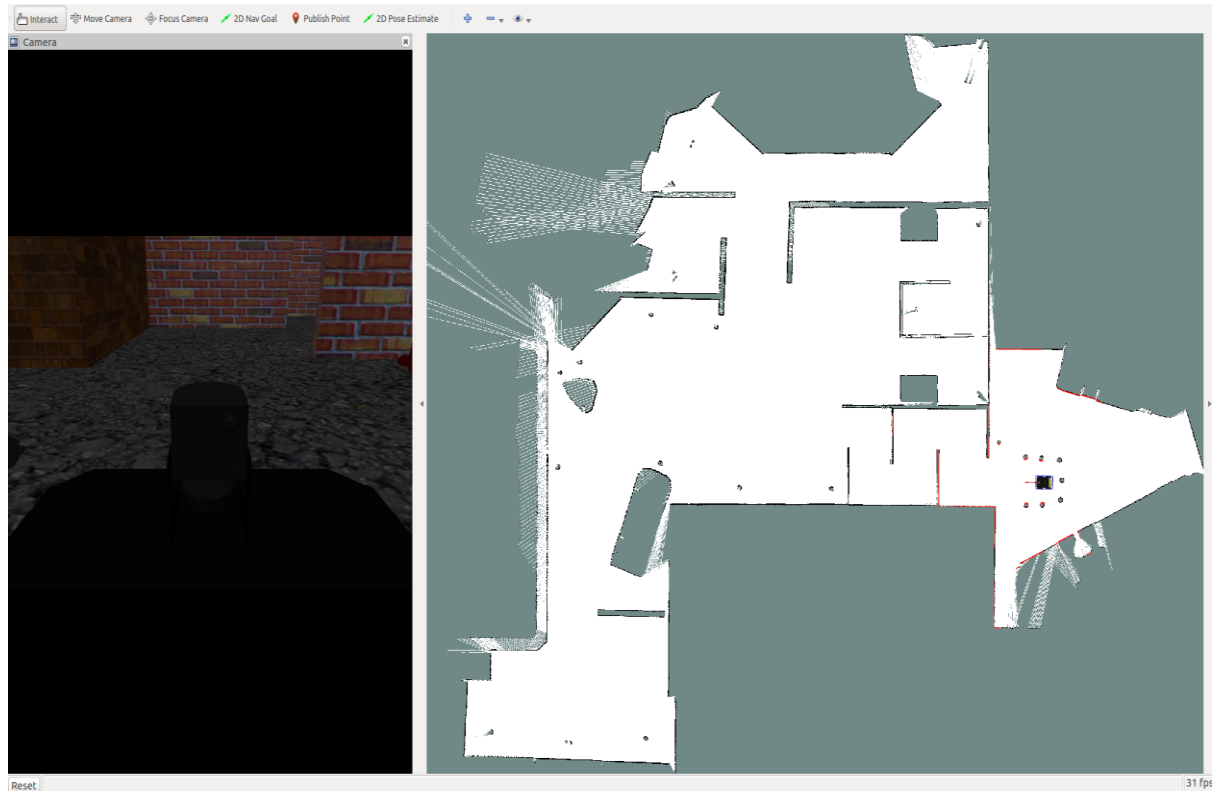 Interact Move Camera Focus Camera 2D Nav Goal Publish Point 2D Pose Estimate
Camera
Reset 31 fps